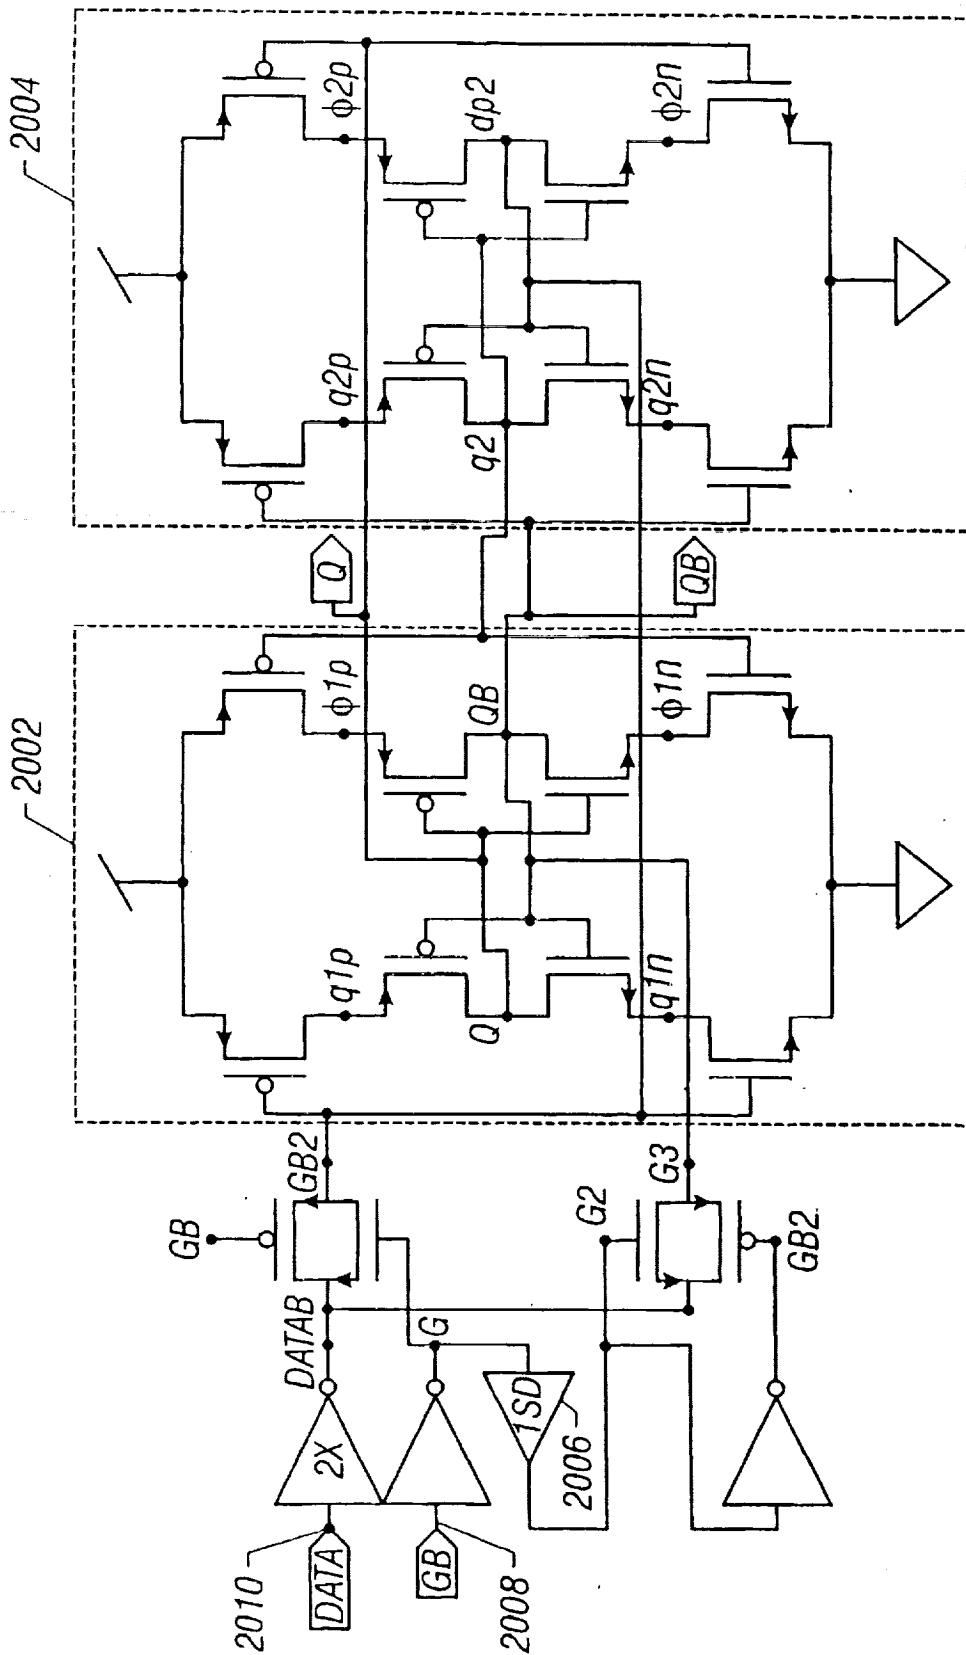 2004
2002
ϕ2p
dp2
ϕ2n
q2p
q2
q2n
Q
QB
ϕ1p
QB
ϕ1n
q1p
Q
q1n
GB2
G3
GB
G2
GB2
DATAB
G
2X
1SD
2006
2010
DATA
GB
2008